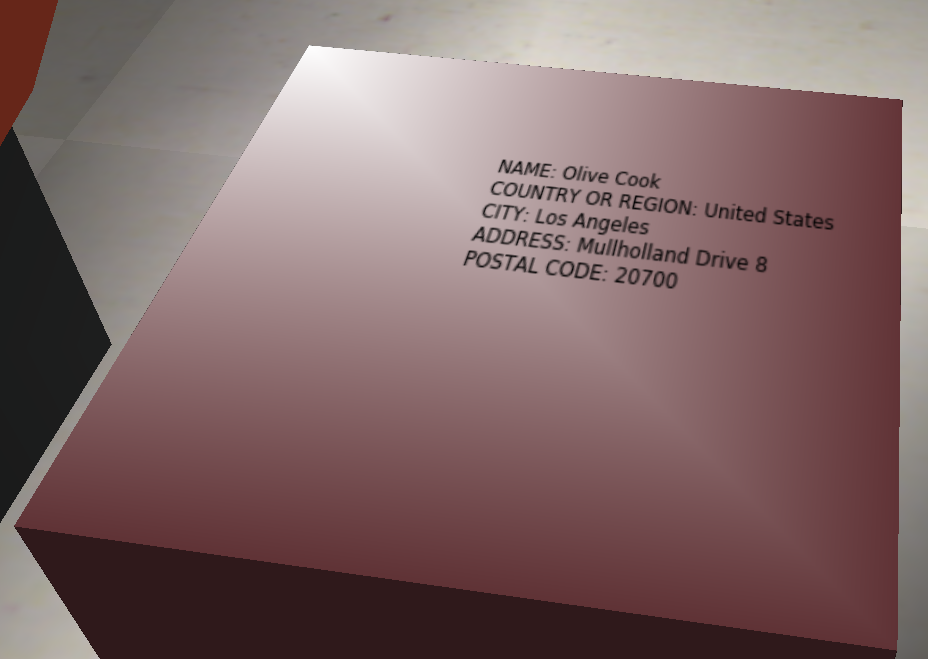 NAME: Olive Cook
COUNTRY OR REGION: United States
CITY: Los Angeles
ADDRESS: Mullholland Drive 8
POSTAL CODE: 20700